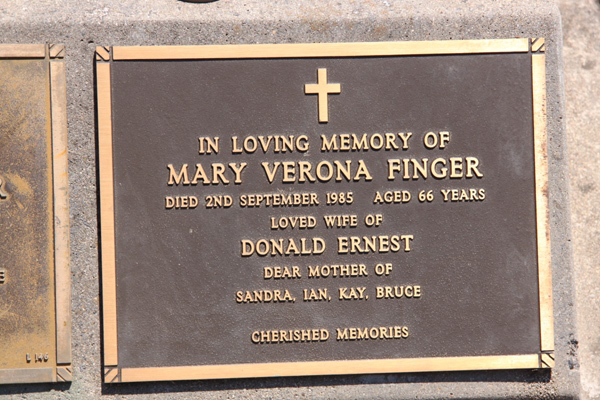 IN LOVING MEMORY OF
MARY VERONA FINGER
DIED 2ND SEPTEMBER 1985 AGED 66 YEARS
LOVED WIFE OF
DONALD ERNEST
DEAR MOTHER OF
SANDRA, IAN, KAY, BRUCE
CHERISHED MEMORIES